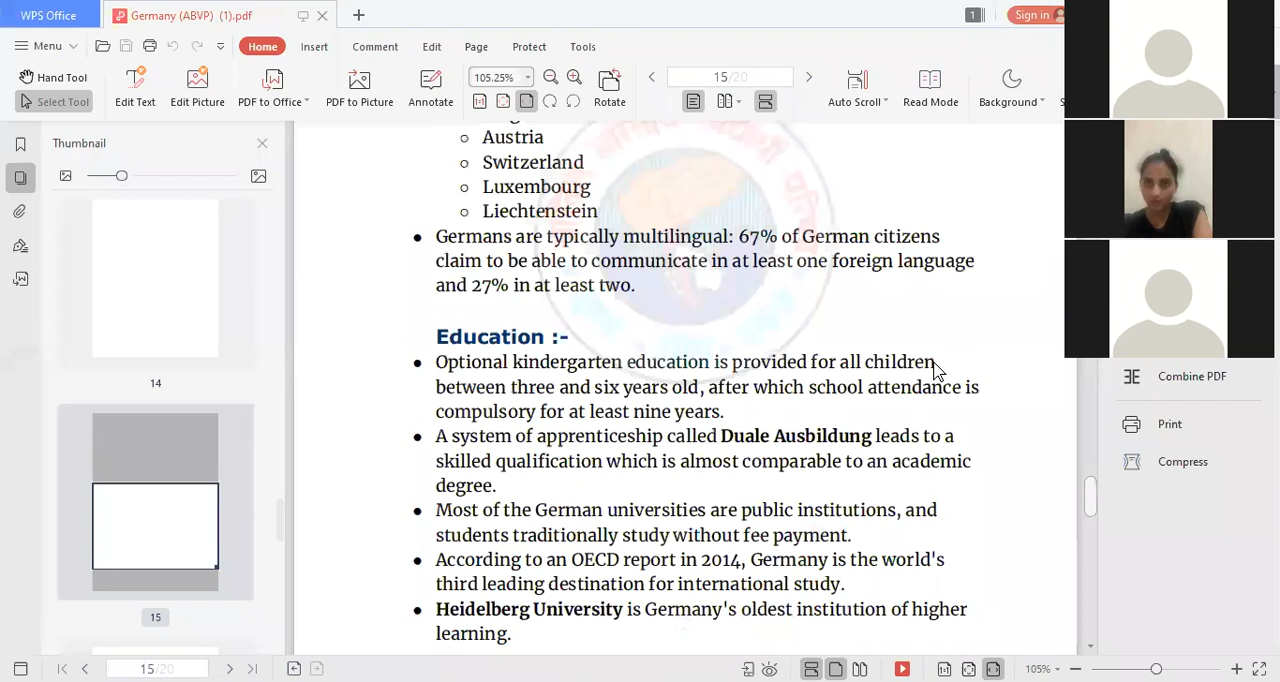 WPS Office
Germany (ABVP) (1).pdf
1
Sign in
Menu
Home
Insert
Comment
Edit
Page
Protect
Tools
Hand Tool
Select Tool
Edit Text
Edit Picture
PDF to Office
PDF to Picture
Annotate
105.25%
Rotate
15/20
Auto Scroll
Read Mode
Background
Thumbnail
14
15
Austria
Switzerland
Luxembourg
Liechtenstein
Germans are typically multilingual: 67% of German citizens
claim to be able to communicate in at least one foreign language
and 27% in at least two.
Education :-
Optional kindergarten education is provided for all children
between three and six years old, after which school attendance is
compulsory for at least nine years.
A system of apprenticeship called Duale Ausbildung leads to a
skilled qualification which is almost comparable to an academic
degree.
Most of the German universities are public institutions, and
students traditionally study without fee payment.
According to an OECD report in 2014, Germany is the world's
third leading destination for international study.
Heidelberg University is Germany's oldest institution of higher
learning.
Combine PDF
Print
Compress
15/20
105%